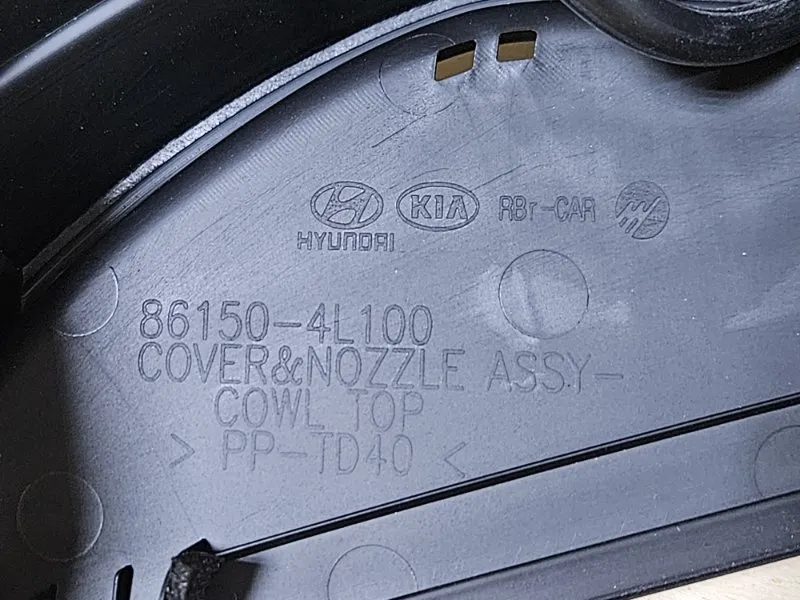 KIA RBr-CAR
HYUNDAI
86150-4L100
COVER&NOZZLE ASSY-
COWL TOP
> PP-TD40 <